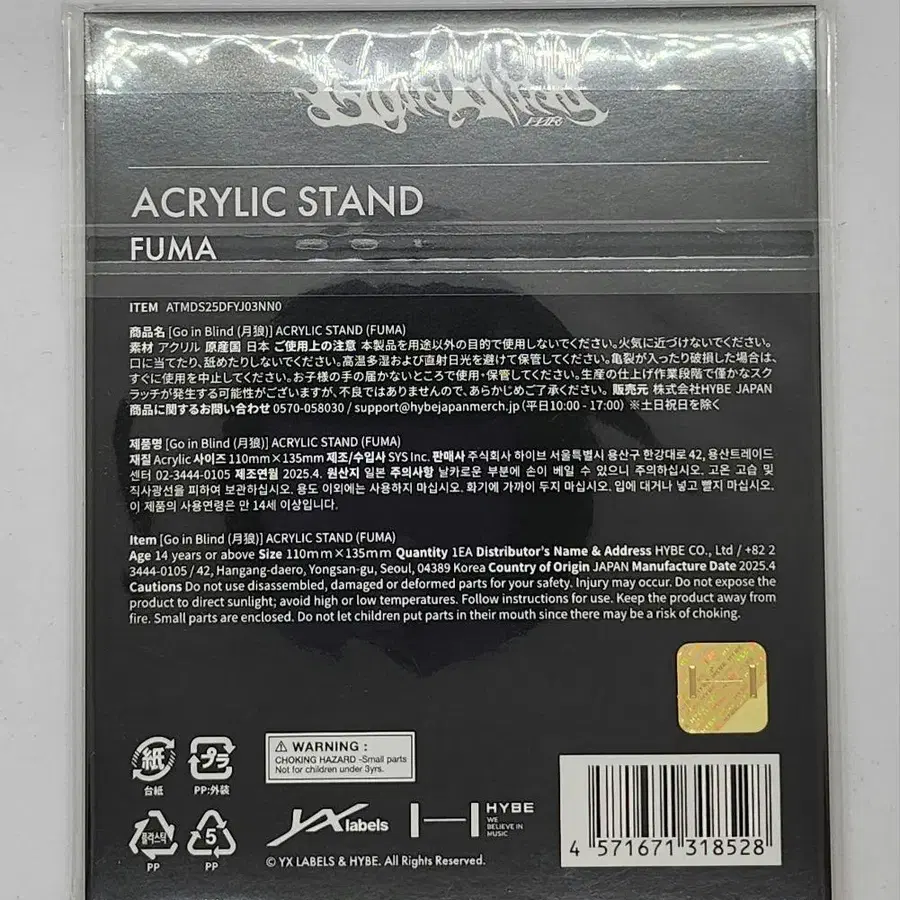 Go in Blind
ACRYLIC STAND
FUMA
ITEM ATMDS25DFYJ03NN0
商品名 [Go in Blind (月狼)] ACRYLIC STAND (FUMA)
素材 アクリル 原産国 日本 ご使用上の注意 本製品を用途以外の目的で使用しないでください。火気に近づけないでください。
口に当てたり、舐めたりしないでください。高温多湿および直射日光を避けて保管してください。亀裂が入ったり破損した場合は、
すぐに使用を中止してください。お子様の手の届かないところで使用・保管してください。生産の仕上げ作業段階で僅かなス
クラッチが発生する可能性がございますが、不良ではありませんので、あらかじめご了承ください。 販売元 株式会社HYBE JAPAN
商品に関するお問い合わせ 0570-058030 / support@hybejapanmerch.jp (平日10:00 - 17:00) ※土日祝日を除く
제품명 [Go in Blind (月狼)] ACRYLIC STAND (FUMA)
재질 Acrylic 사이즈 110mm×135mm 제조/수입사 SYS Inc. 판매사 주식회사 하이브 서울특별시 용산구 한강대로 42, 용산트레이드
센터 02-3444-0105 제조연월 2025.4. 원산지 일본 주의사항 날카로운 부분에 손이 베일 수 있으니 주의하십시오. 고온 고습 및
직사광선을 피하여 보관하십시오. 용도 이외에는 사용하지 마십시오. 화기에 가까이 두지 마십시오. 입에 대거나 넣고 빨지 마십시오.
이 제품의 사용연령은 만 14세 이상입니다.
Item [Go in Blind (月狼)] ACRYLIC STAND (FUMA)
Age 14 years or above Size 110mm×135mm Quantity 1EA Distributor's Name & Address HYBE CO., Ltd / +82 2
3444-0105 / 42, Hangang-daero, Yongsan-gu, Seoul, 04389 Korea Country of Origin JAPAN Manufacture Date 2025.4
Cautions Do not use disassembled, damaged or deformed parts for your safety. Injury may occur. Do not expose the
product to direct sunlight; avoid high or low temperatures. Follow instructions for use. Keep the product away from
fire. Small parts are enclosed. Do not let children put parts in their mouth since there may be a risk of choking.
紙
台紙
プラ
PP:外装
WARNING :
CHOKING HAZARD -Small parts
Not for children under 3yrs.
플라스틱
PP
5
PP
YX labels
HYBE
WE
BELIEVE IN
MUSIC
© YX LABELS & HYBE. All Rights Reserved.
4 571671 318528